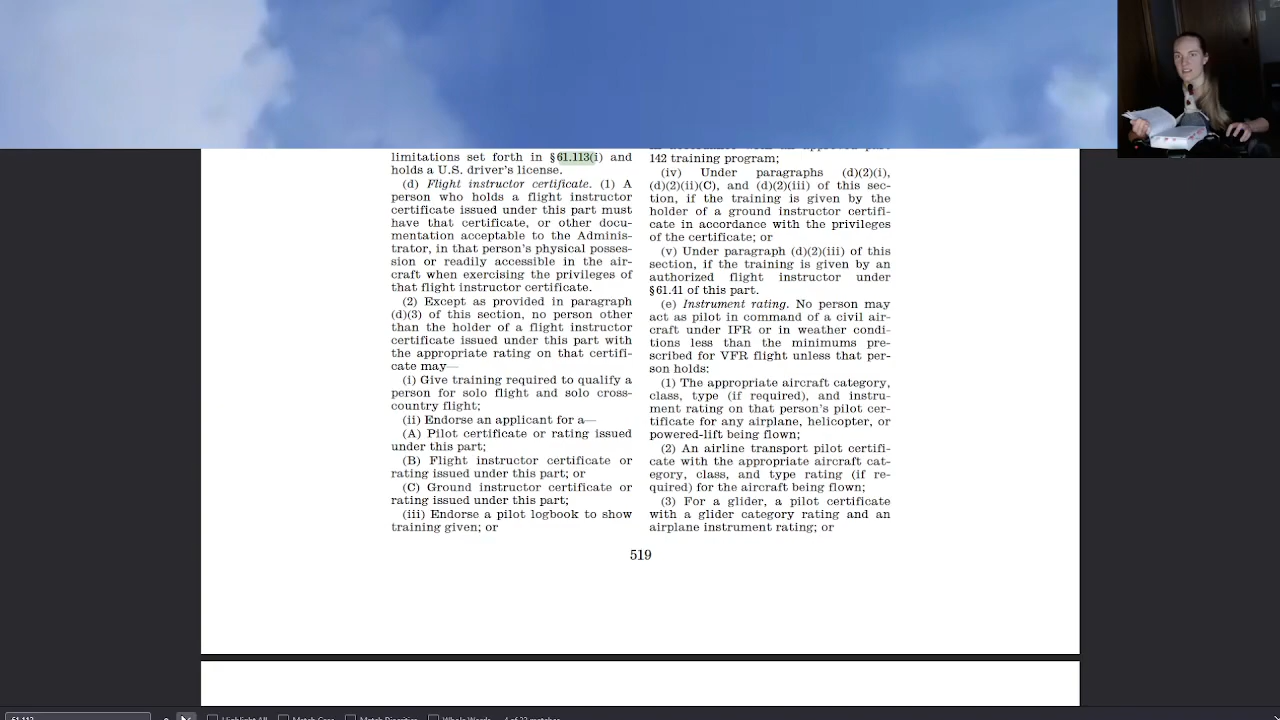 limitations set forth in §61.113(i) and
holds a U.S. driver's license.
(d) Flight instructor certificate. (1) A
person who holds a flight instructor
certificate issued under this part must
have that certificate, or other docu-
mentation acceptable to the Adminis-
trator, in that person's physical posses-
sion or readily accessible in the air-
craft when exercising the privileges of
that flight instructor certificate.
(2) Except as provided in paragraph
(d)(3) of this section, no person other
than the holder of a flight instructor
certificate issued under this part with
the appropriate rating on that certifi-
cate may—
(i) Give training required to qualify a
person for solo flight and solo cross-
country flight;
(ii) Endorse an applicant for a—
(A) Pilot certificate or rating issued
under this part;
(B) Flight instructor certificate or
rating issued under this part; or
(C) Ground instructor certificate or
rating issued under this part;
(iii) Endorse a pilot logbook to show
training given; or
142 training program;
(iv) Under paragraphs (d)(2)(i),
(d)(2)(ii)(C), and (d)(2)(iii) of this sec-
tion, if the training is given by the
holder of a ground instructor certifi-
cate in accordance with the privileges
of the certificate; or
(v) Under paragraph (d)(2)(iii) of this
section, if the training is given by an
authorized flight instructor under
§61.41 of this part.
(e) Instrument rating. No person may
act as pilot in command of a civil air-
craft under IFR or in weather condi-
tions less than the minimums pre-
scribed for VFR flight unless that per-
son holds:
(1) The appropriate aircraft category,
class, type (if required), and instru-
ment rating on that person's pilot cer-
tificate for any airplane, helicopter, or
powered-lift being flown;
(2) An airline transport pilot certifi-
cate with the appropriate aircraft cat-
egory, class, and type rating (if re-
quired) for the aircraft being flown;
(3) For a glider, a pilot certificate
with a glider category rating and an
airplane instrument rating; or
519